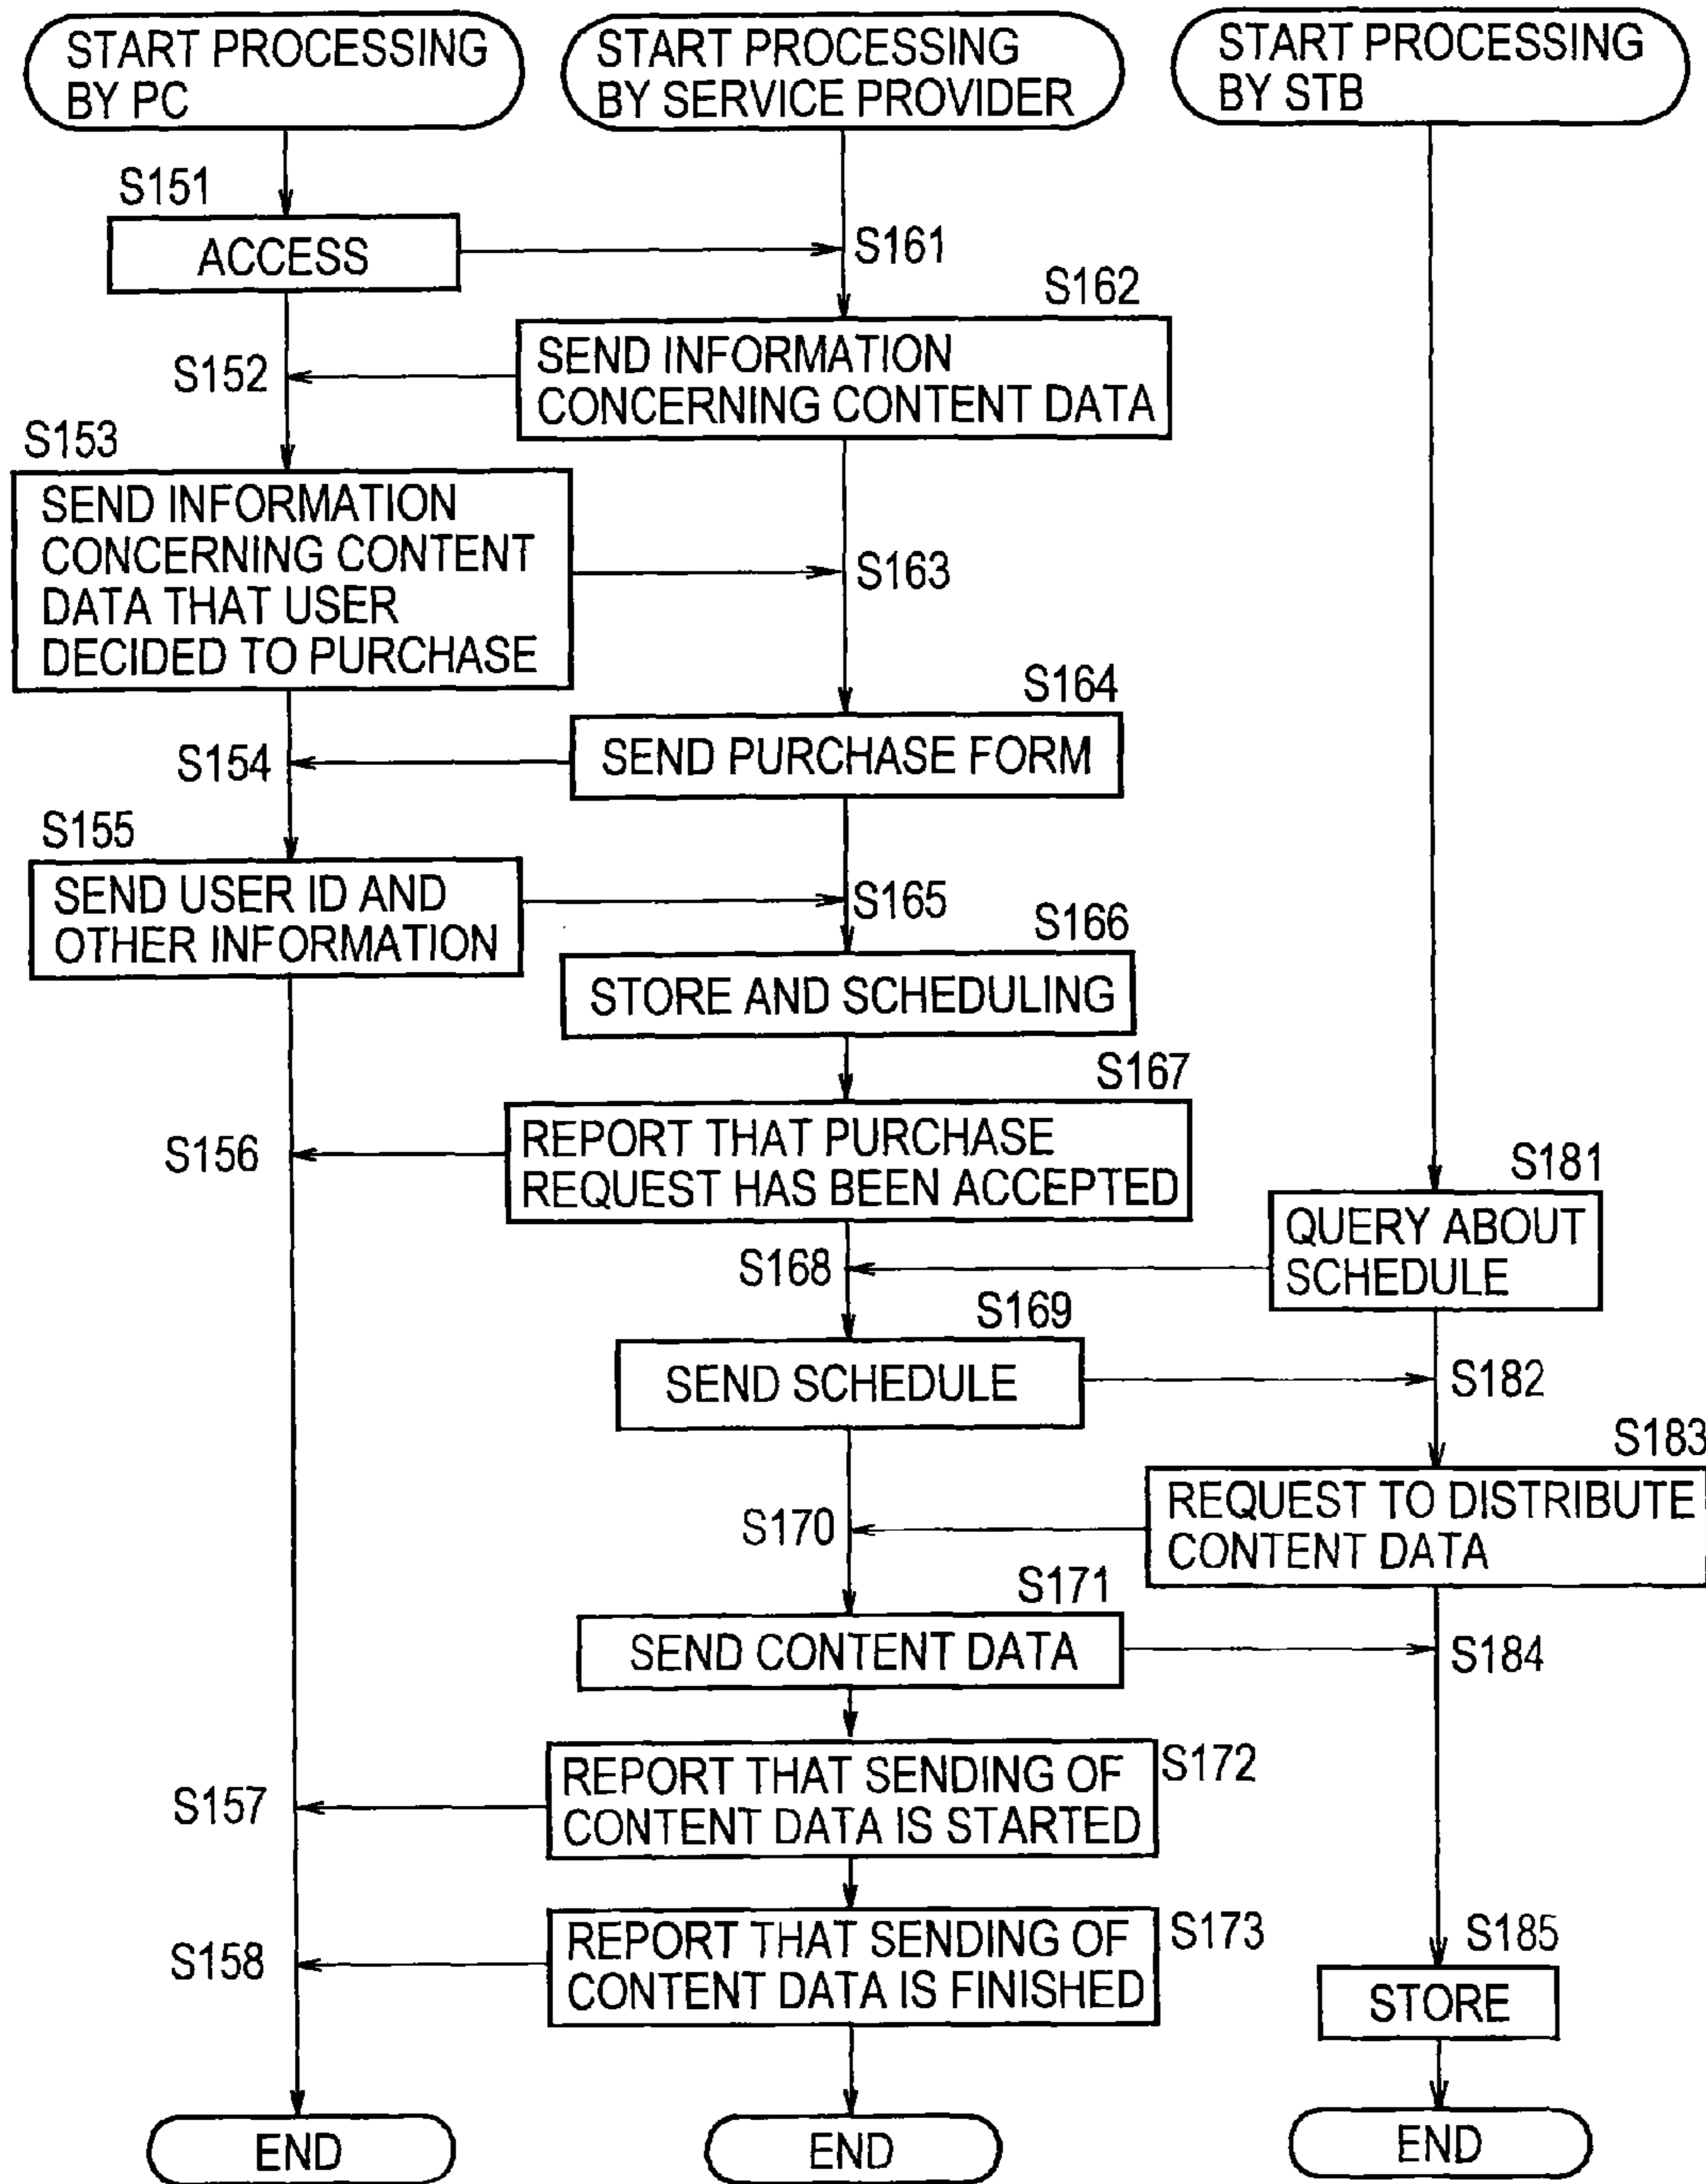 START PROCESSING
BY PC
START PROCESSING
BY SERVICE PROVIDER
START PROCESSING
BY STB
S151
ACCESS
S161
S162
SEND INFORMATION
CONCERNING CONTENT DATA
S152
S153
SEND INFORMATION
CONCERNING CONTENT
DATA THAT USER
DECIDED TO PURCHASE
S163
S164
SEND PURCHASE FORM
S154
S155
SEND USER ID AND
OTHER INFORMATION
S165
S166
STORE AND SCHEDULING
S167
REPORT THAT PURCHASE
REQUEST HAS BEEN ACCEPTED
S156
S181
QUERY ABOUT
SCHEDULE
S168
S169
SEND SCHEDULE
S182
S183
REQUEST TO DISTRIBUTE
CONTENT DATA
S170
S171
SEND CONTENT DATA
S184
S172
REPORT THAT SENDING OF
CONTENT DATA IS STARTED
S157
S173
REPORT THAT SENDING OF
CONTENT DATA IS FINISHED
S158
S185
STORE
END
END
END